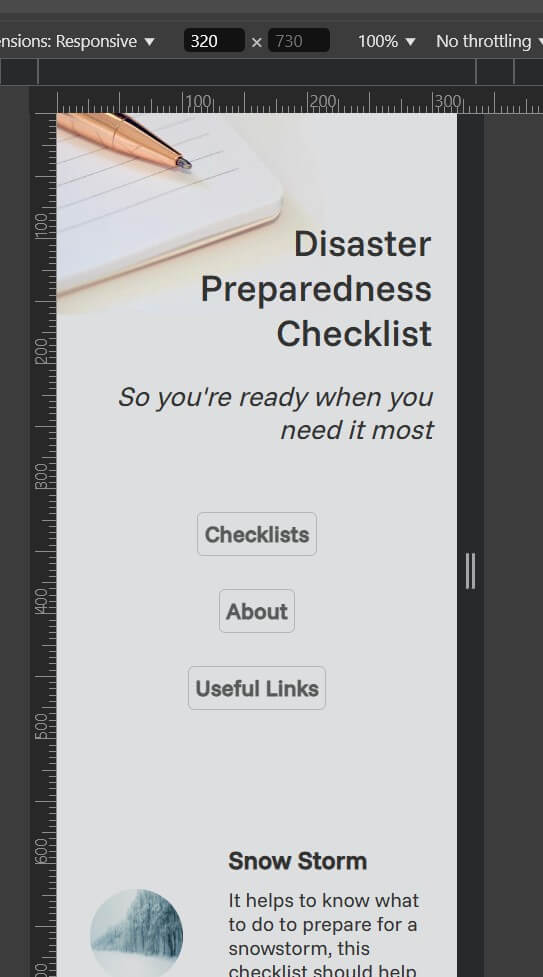 ensions: Responsive ▼ 320 × 730 100% ▼ No throttling
100 200 300
100
200
300
400
500
600
Disaster
Preparedness
Checklist
So you're ready when you
need it most
Checklists
About
Useful Links
Snow Storm
It helps to know what
to do to prepare for a
snowstorm, this
checklist should help